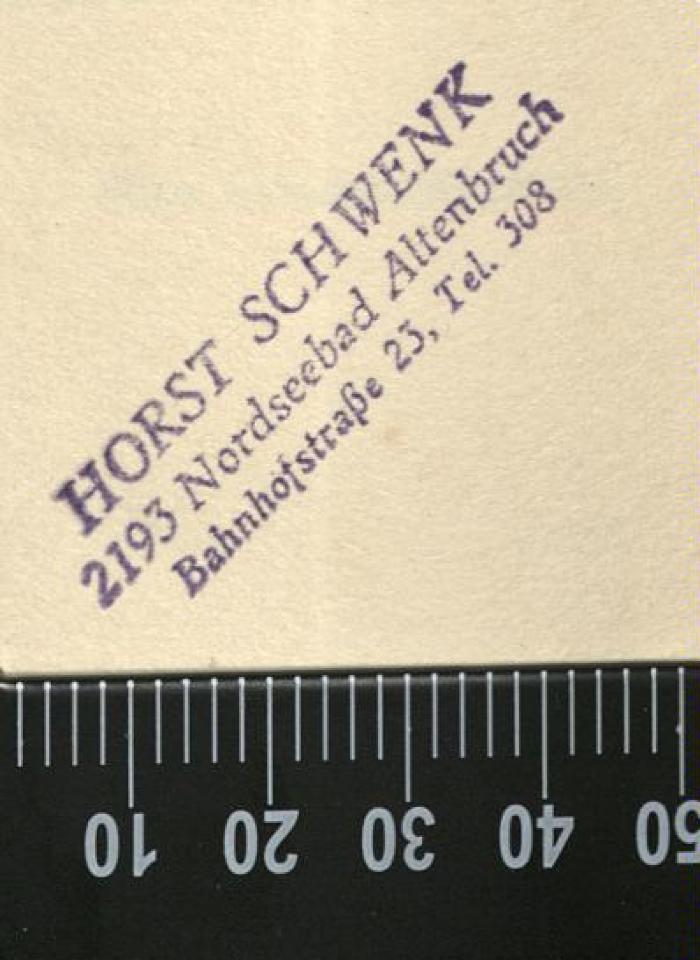 HORST SCHWENK
2193 Nordseebad Altenbruch
Bahnhofstraße 23, Tel. 308
10 20 30 40 50